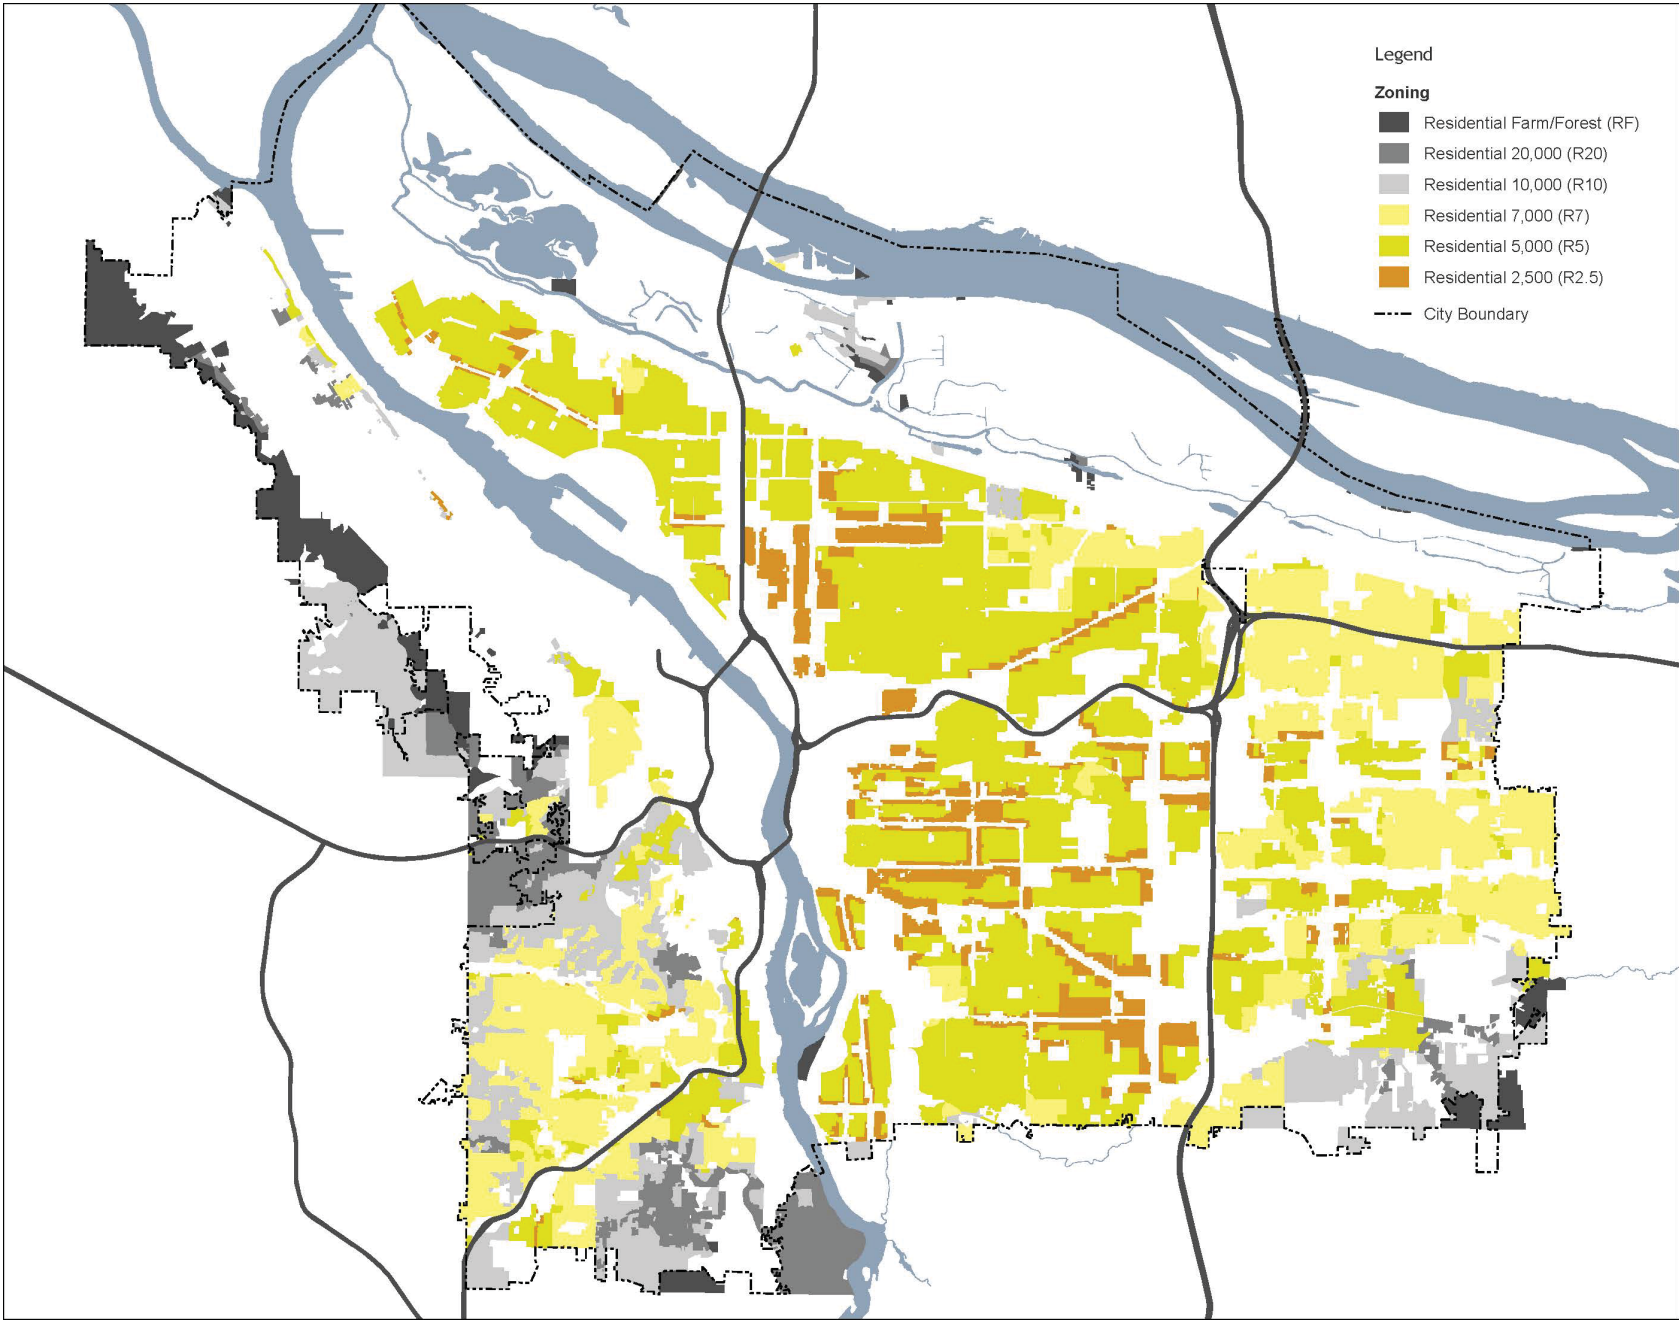 Legend
Zoning
Residential Farm/Forest (RF)
Residential 20,000 (R20)
Residential 10,000 (R10)
Residential 7,000 (R7)
Residential 5,000 (R5)
Residential 2,500 (R2.5)
City Boundary